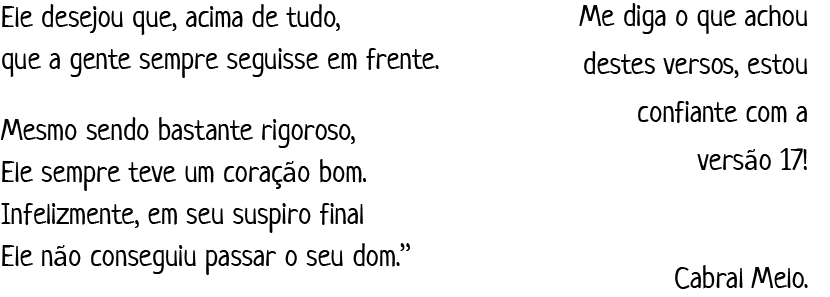 Ele desejou que, acima de tudo,
que a gente sempre seguisse em frente.
Mesmo sendo bastante rigoroso,
Ele sempre teve um coração bom.
Infelizmente, em seu suspiro final
Ele não conseguiu passar o seu dom.”
Me diga o que achou
destes versos, estou
confiante com a
versão 17!
Cabral Melo.